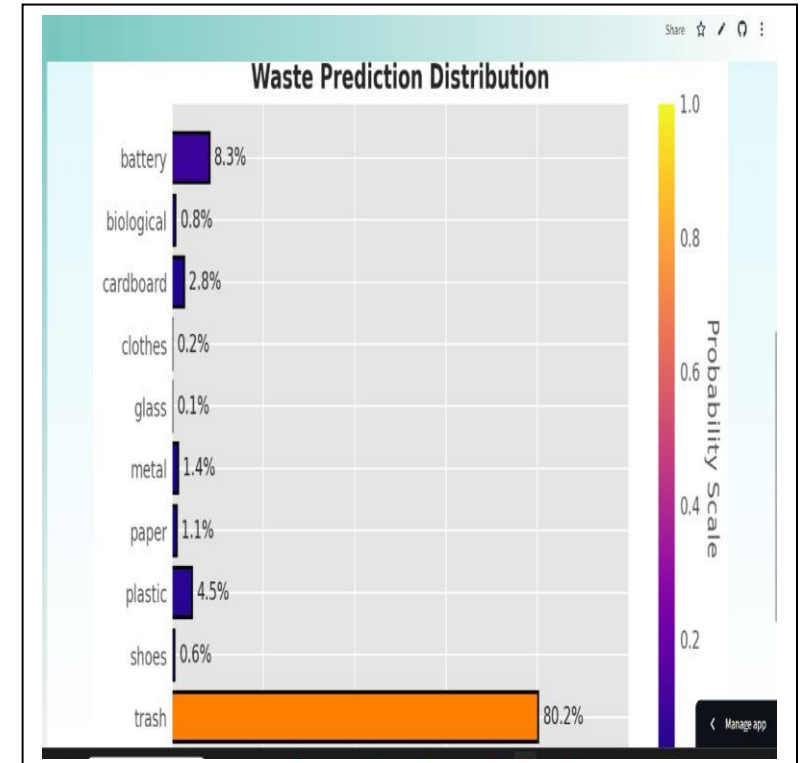 Share
Waste Prediction Distribution
battery 8.3%
biological 0.8%
cardboard 2.8%
clothes 0.2%
glass 0.1%
metal 1.4%
paper 1.1%
plastic 4.5%
shoes 0.6%
trash 80.2%
1.0
0.8
0.6
0.4
0.2
Probability Scale
Manage app